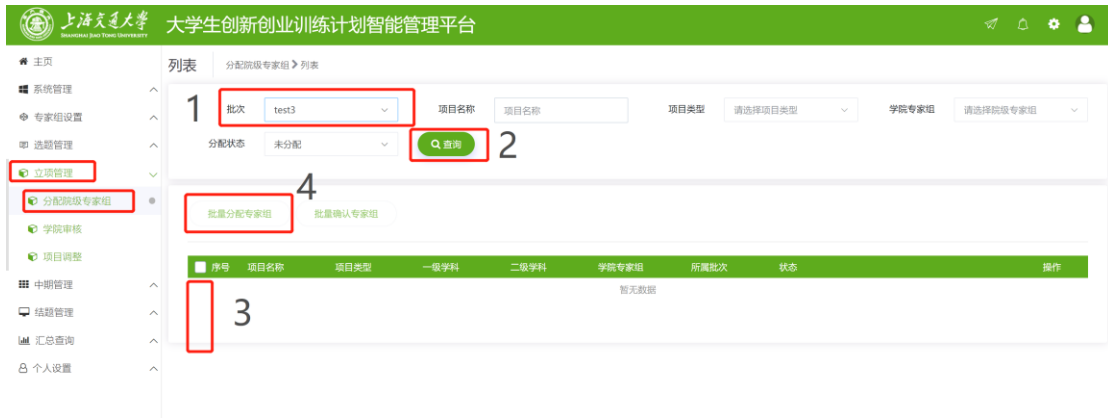 上海交通大学 大学生创新创业训练计划智能管理平台
SHANGHAI JIAO TONG UNIVERSITY
主页
系统管理
专家组设置
选题管理
立项管理
分配院级专家组
学院审核
项目调整
中期管理
结题管理
汇总查询
个人设置
列表 分配院级专家组 > 列表
1 批次 test3 项目名称 项目名称 项目类型 请选择项目类型 学院专家组 请选择院级专家组
分配状态 未分配 查询 2
4
批量分配专家组 批量确认专家组
序号 项目名称 项目类型 一级学科 二级学科 学院专家组 所属批次 状态 操作
暂无数据
3